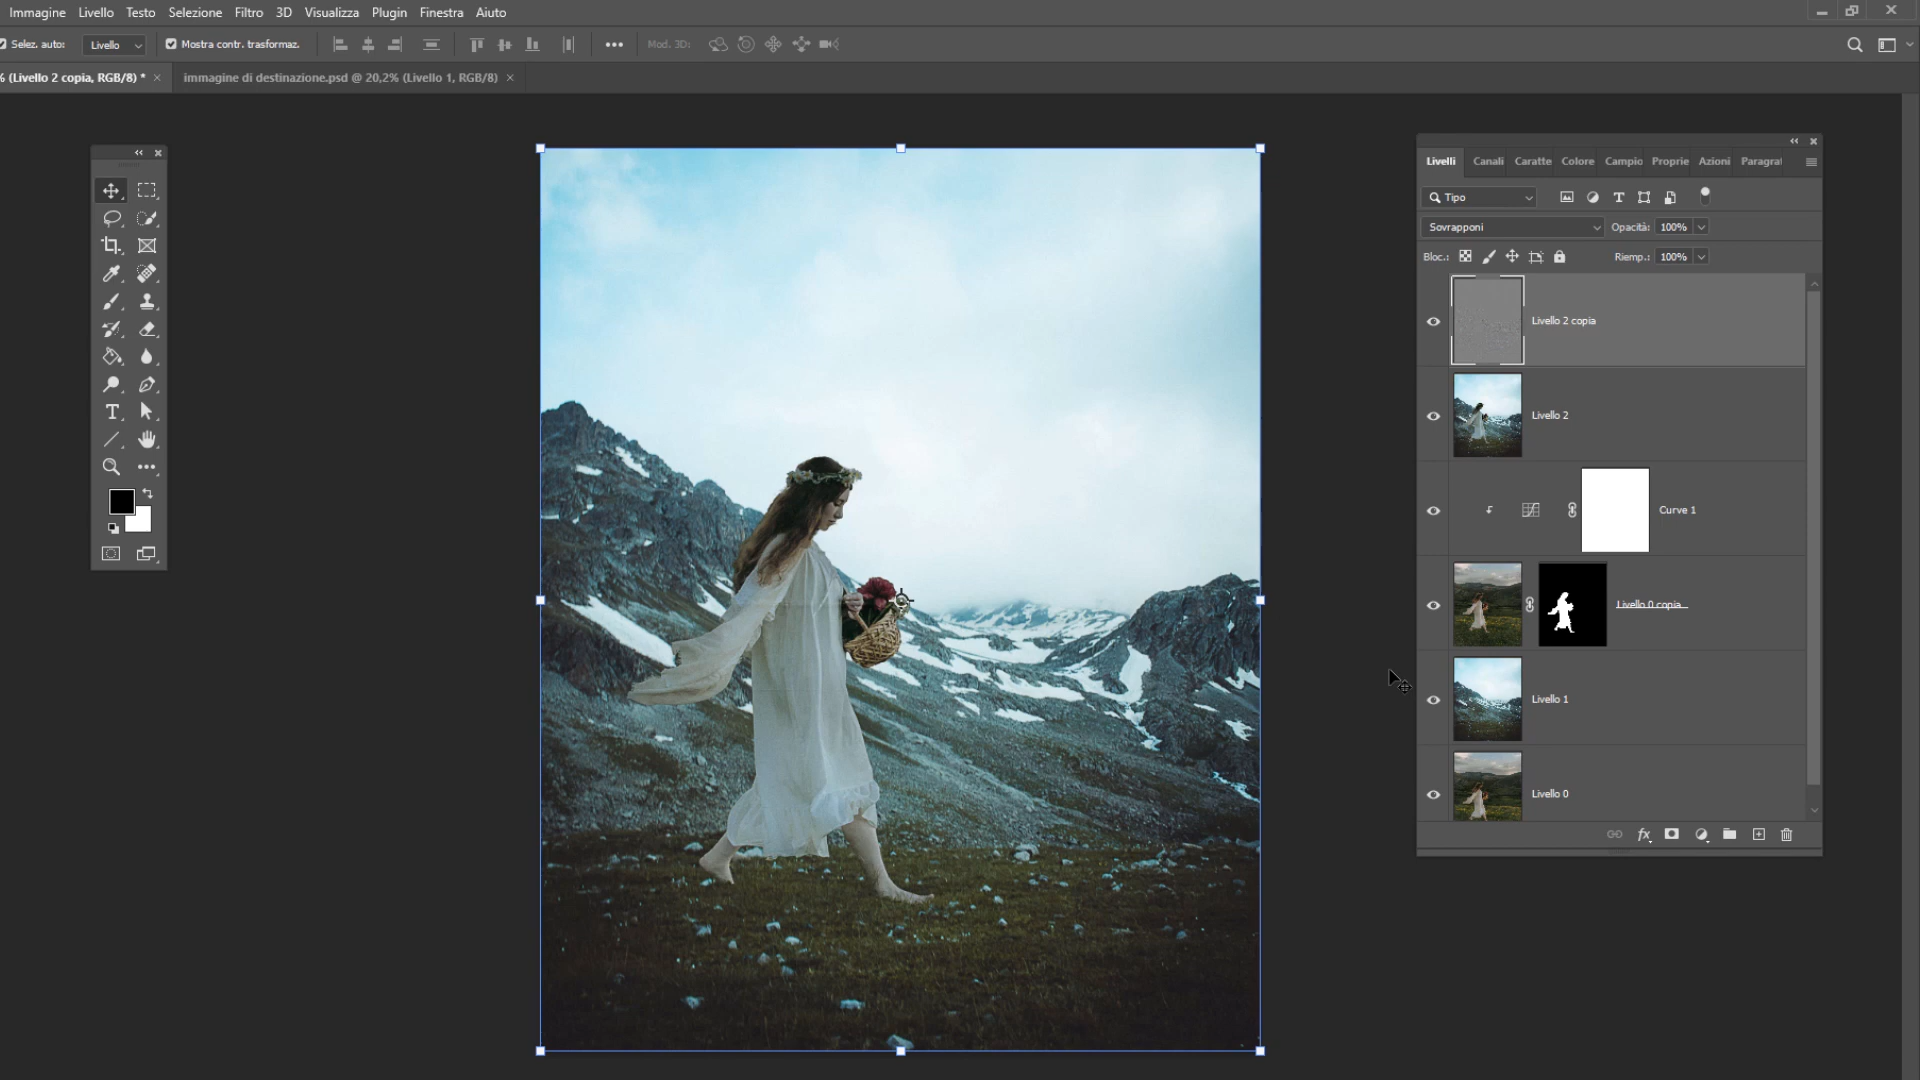 Immagine Livello Testo Selezione Filtro 3D Visualizza Plugin Finestra Aiuto
Selez. auto: Livello Mostra contr. trasformaz. Mod. 3D:
% (Livello 2 copia, RGB/8) * immagine di destinazione.psd @ 20,2% (Livello 1, RGB/8)
Livelli Canali Caratte Colore Campio Proprie Azioni Paragraf
Tipo
Sovrapponi Opacità: 100%
Bloc.: Riemp.: 100%
Livello 2 copia
Livello 2
Curve 1
Livello 0 copia
Livello 1
Livello 0
fx